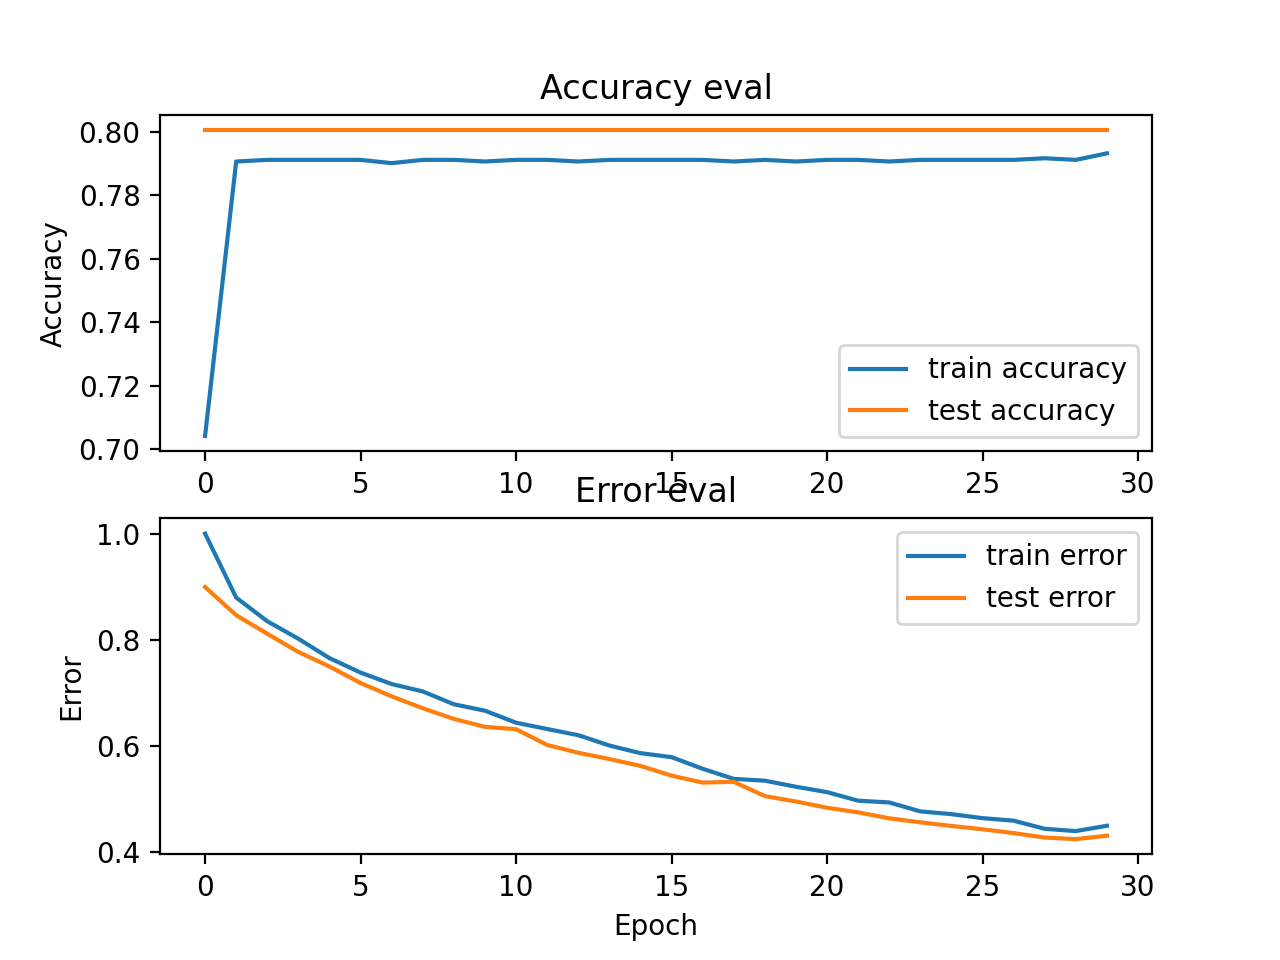 Accuracy eval
0.80
0.78
0.76
0.74
0.72
0.70
Accuracy
train accuracy
test accuracy
0 5 10 15 20 25 30
Error eval
1.0
0.8
0.6
0.4
Error
train error
test error
0 5 10 15 20 25 30
Epoch